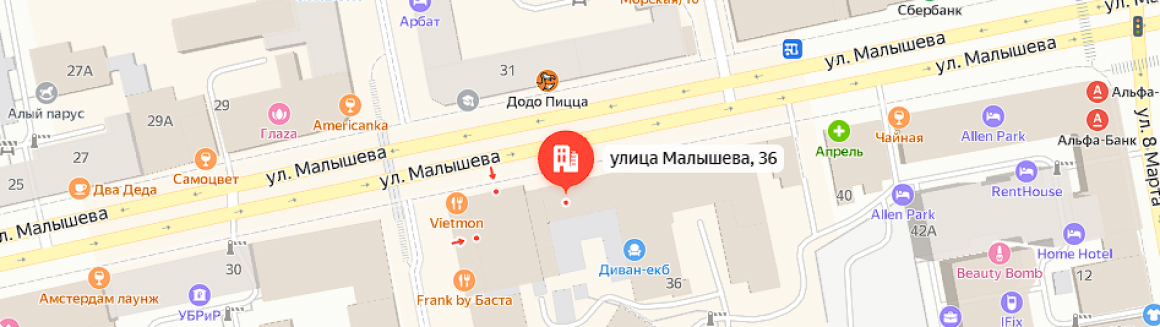 Арбат
Морская, 10
Сбербанк
ул. Ма
27А
31
ул. Малышева
ул. Малышева
Алый парус
29
Додо Пицца
Альфа-
29А
Глаза
Americanka
Чайная
Allen Park
Альфа-Банк
ул. 8 Марта
27
Апрель
25
Самоцвет
ул. Малышева
ул. Малышева
улица Малышева, 36
Два Деда
40
RentHouse
ул. Малышева
Vietmon
Allen Park
42А
30
Диван-екб
Home Hotel
Амстердам лаунж
Frank by Баста
36
Beauty Bomb
12
УБРиР
IFix